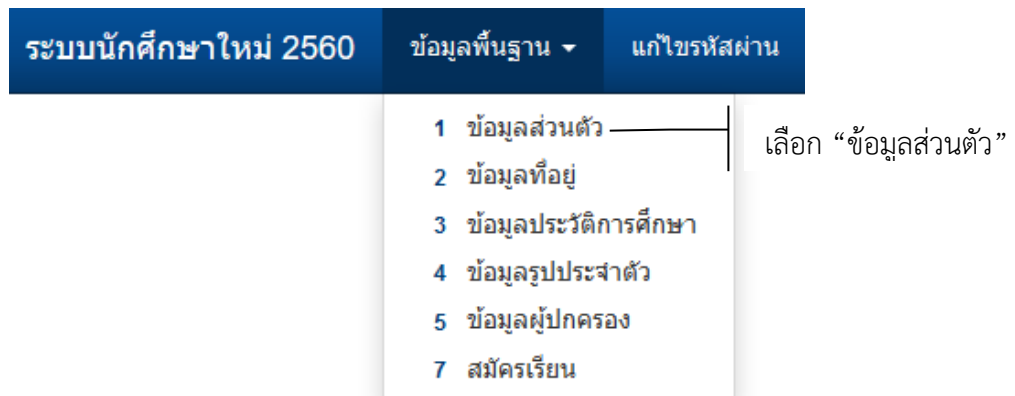 ระบบนักศึกษาใหม่ 2560 ข้อมูลพื้นฐาน แก้ไขรหัสผ่าน
1 ข้อมูลส่วนตัว
เลือก “ข้อมูลส่วนตัว”
2 ข้อมูลที่อยู่
3 ข้อมูลประวัติการศึกษา
4 ข้อมูลรูปประจำตัว
5 ข้อมูลผู้ปกครอง
7 สมัครเรียน